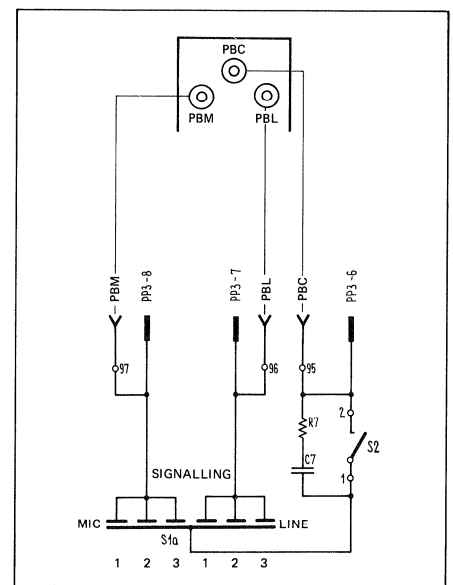 PBC
PBM
PBL
PBM
PP3-8
PP3-7
PBL
PBC
PP3-6
97
96
95
2
R7
S2
C7
1
SIGNALLING
MIC
LINE
S1a
1 2 3 1 2 3